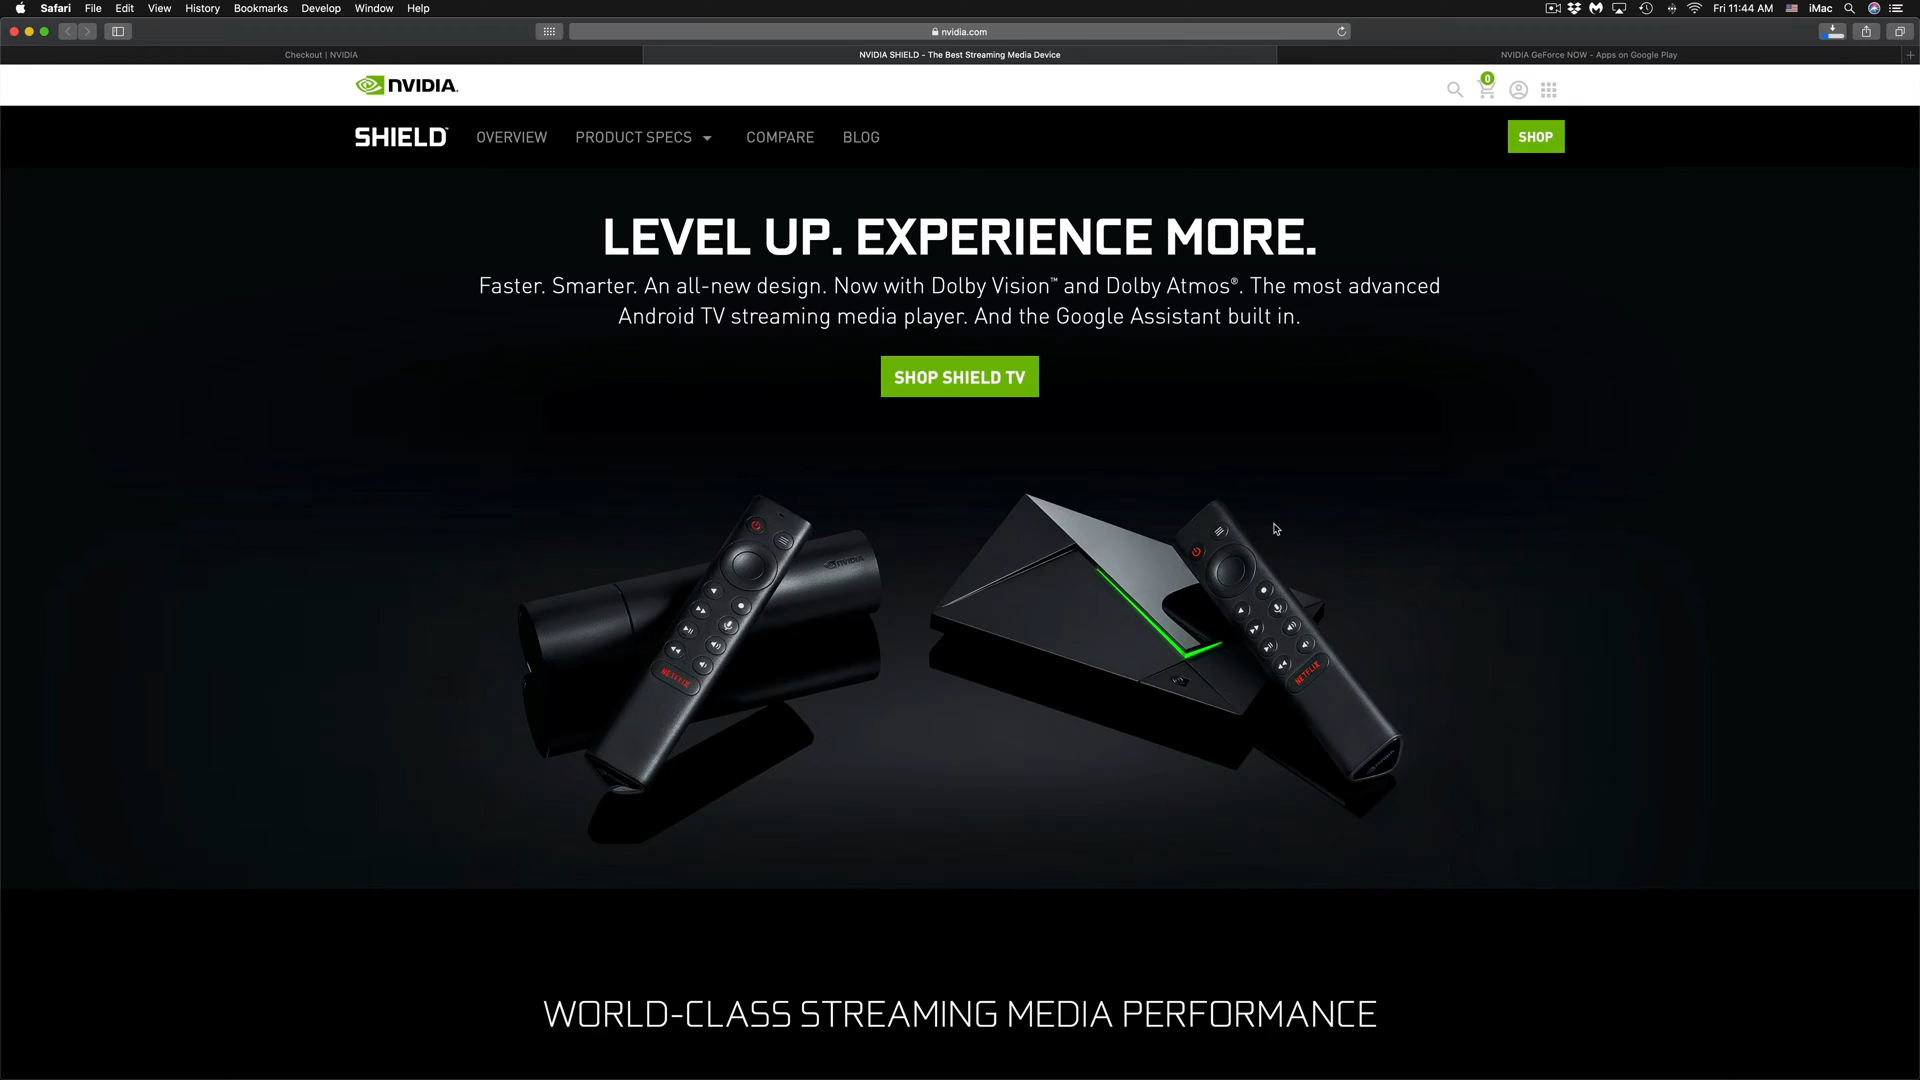 Safari File Edit View History Bookmarks Develop Window Help Fri 11:44 AM iMac
nvidia.com
Checkout | NVIDIA NVIDIA SHIELD - The Best Streaming Media Device NVIDIA GeForce NOW - Apps on Google Play
NVIDIA. 0
SHIELD™ OVERVIEW PRODUCT SPECS COMPARE BLOG SHOP
LEVEL UP. EXPERIENCE MORE.
Faster. Smarter. An all-new design. Now with Dolby Vision™ and Dolby Atmos®. The most advanced
Android TV streaming media player. And the Google Assistant built in.
SHOP SHIELD TV
NVIDIA
NETFLIX
NETFLIX
NVIDIA
WORLD-CLASS STREAMING MEDIA PERFORMANCE